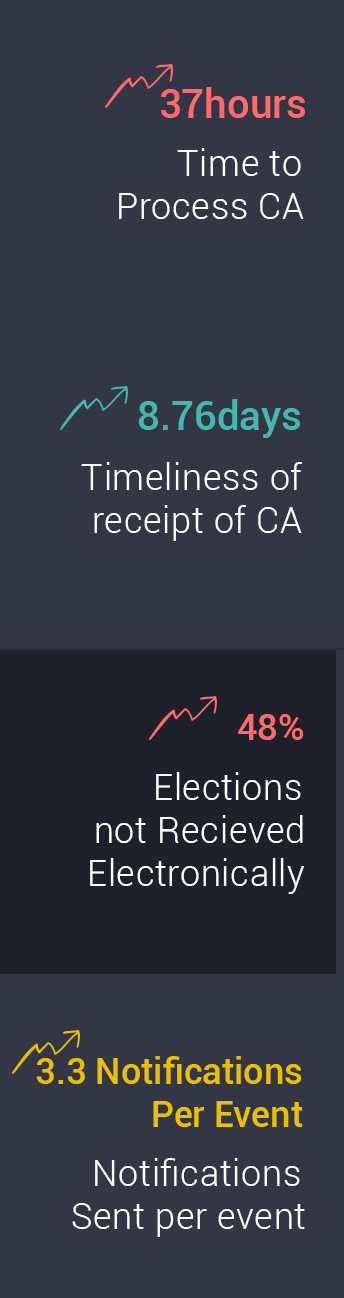 37hours
Time to
Process CA
8.76days
Timeliness of
receipt of CA
48%
Elections
not Recieved
Electronically
3.3 Notifications
Per Event
Notifications
Sent per event